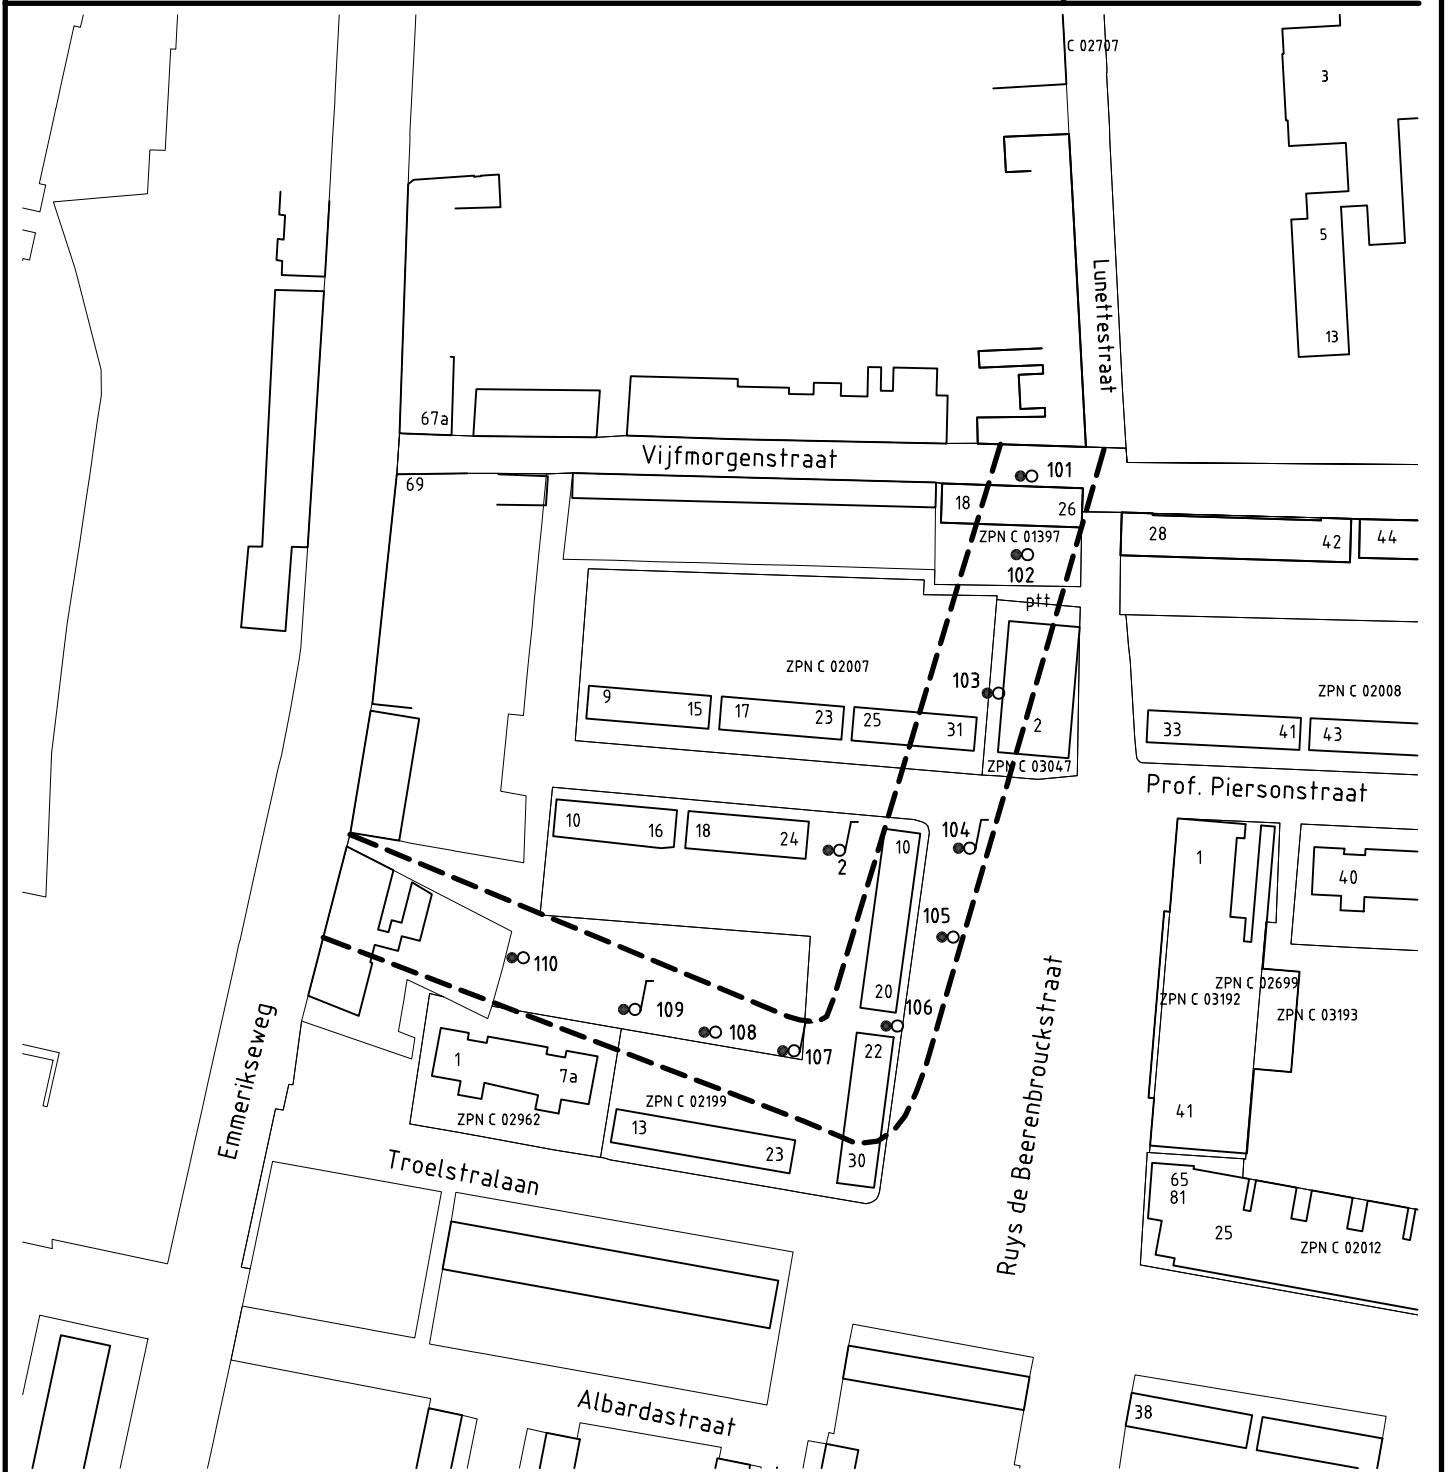 C 02707
3
5
13
Lunettestraat
67a
Vijfmorgenstraat
101
69
18
26
28
42
44
ZPN C 01397
102
ptt
ZPN C 02007
103
ZPN C 02008
9
15
17
23
25
31
2
33
41
43
ZPN C 03047
Prof. Piersonstraat
10
16
18
24
2
10
104
1
40
105
110
20
106
ZPN C 02699
ZPN C 03192
ZPN C 03193
109
108
107
22
Emmerikseweg
1
7a
ZPN C 02962
ZPN C 02199
13
23
30
41
Ruys de Beerenbrouckstraat
Troelstralaan
65
81
25
ZPN C 02012
Albardastraat
38